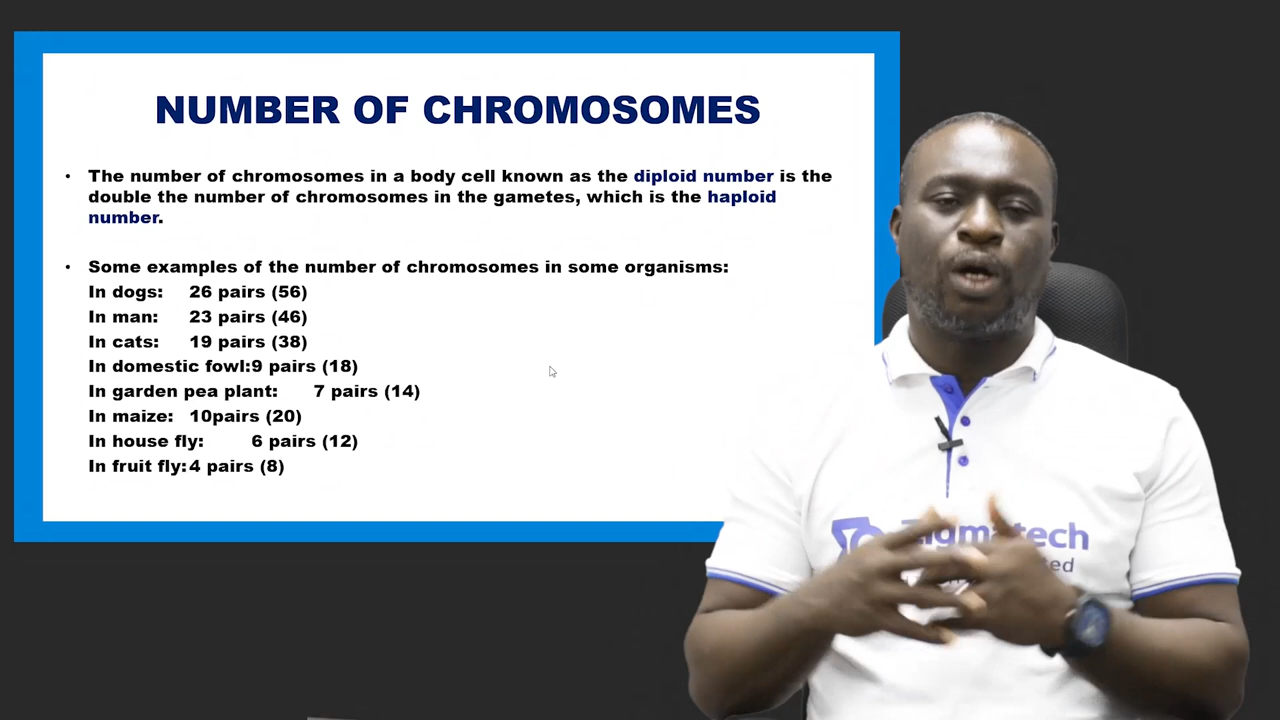 NUMBER OF CHROMOSOMES
• The number of chromosomes in a body cell known as the diploid number is the
double the number of chromosomes in the gametes, which is the haploid
number.
• Some examples of the number of chromosomes in some organisms:
In dogs: 26 pairs (56)
In man: 23 pairs (46)
In cats: 19 pairs (38)
In domestic fowl:9 pairs (18)
In garden pea plant: 7 pairs (14)
In maize: 10pairs (20)
In house fly: 6 pairs (12)
In fruit fly:4 pairs (8)
Zigmatech